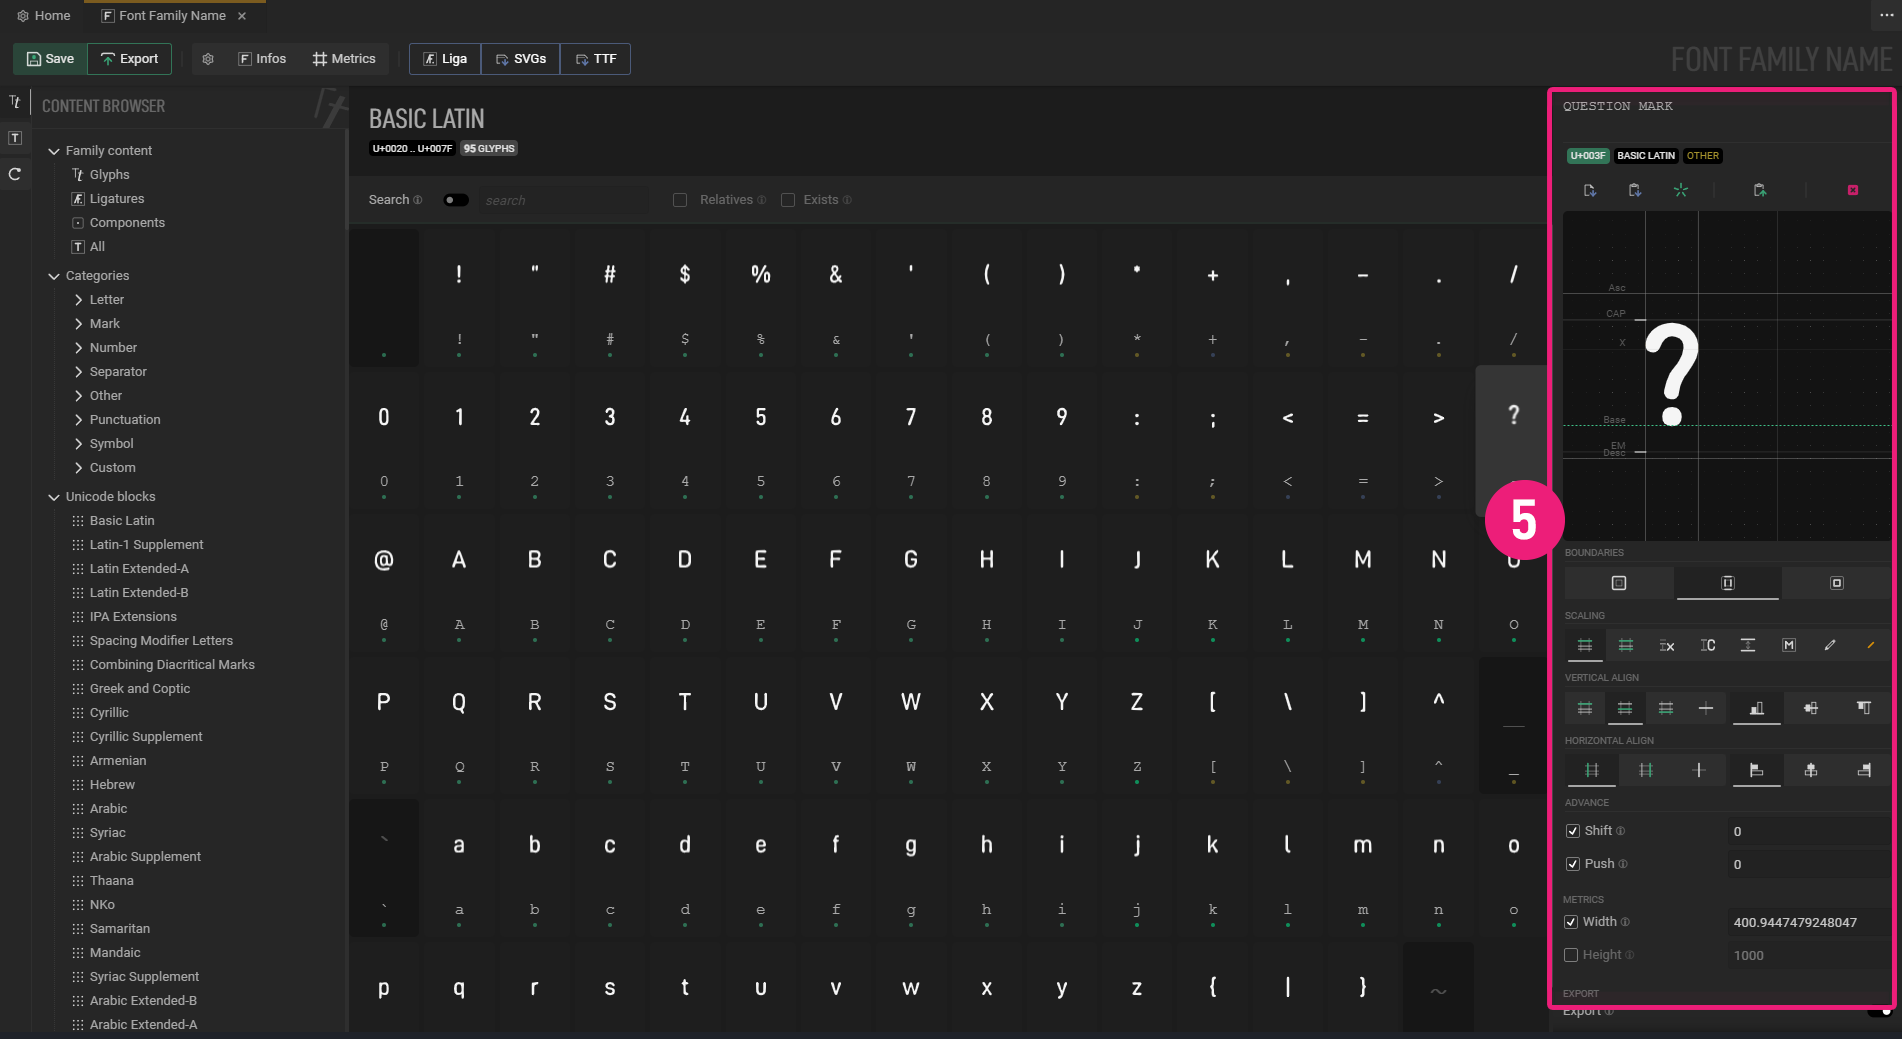 Home
Font Family Name
Save
Export
Infos
Metrics
Liga
SVGs
TTF
FONT FAMILY NAME
CONTENT BROWSER
Family content
Glyphs
Ligatures
Components
All
Categories
Letter
Mark
Number
Separator
Other
Punctuation
Symbol
Custom
Unicode blocks
Basic Latin
Latin-1 Supplement
Latin Extended-A
Latin Extended-B
IPA Extensions
Spacing Modifier Letters
Combining Diacritical Marks
Greek and Coptic
Cyrillic
Cyrillic Supplement
Armenian
Hebrew
Arabic
Syriac
Arabic Supplement
Thaana
NKo
Samaritan
Mandaic
Syriac Supplement
Arabic Extended-B
Arabic Extended-A
BASIC LATIN
U+0020 .. U+007F 95 GLYPHS
Search
search
Relatives
Exists
! " # $ % & ' ( ) * + , - . /
! " # $ % & ' ( ) * + , - . /
0 1 2 3 4 5 6 7 8 9 : ; < = > ?
0 1 2 3 4 5 6 7 8 9 : ; < = >
@ A B C D E F G H I J K L M N O
@ A B C D E F G H I J K L M N O
P Q R S T U V W X Y Z [ \ ] ^ _
P Q R S T U V W X Y Z [ \ ] ^ _
` a b c d e f g h i j k l m n o
` a b c d e f g h i j k l m n o
p q r s t u v w x y z { | } ~
5
QUESTION MARK
U+003F BASIC LATIN OTHER
Asc
CAP
X
?
Base
EM
Desc
BOUNDARIES
SCALING
VERTICAL ALIGN
HORIZONTAL ALIGN
ADVANCE
Shift 0
Push 0
METRICS
Width 400.9447479248047
Height 1000
EXPORT
Export